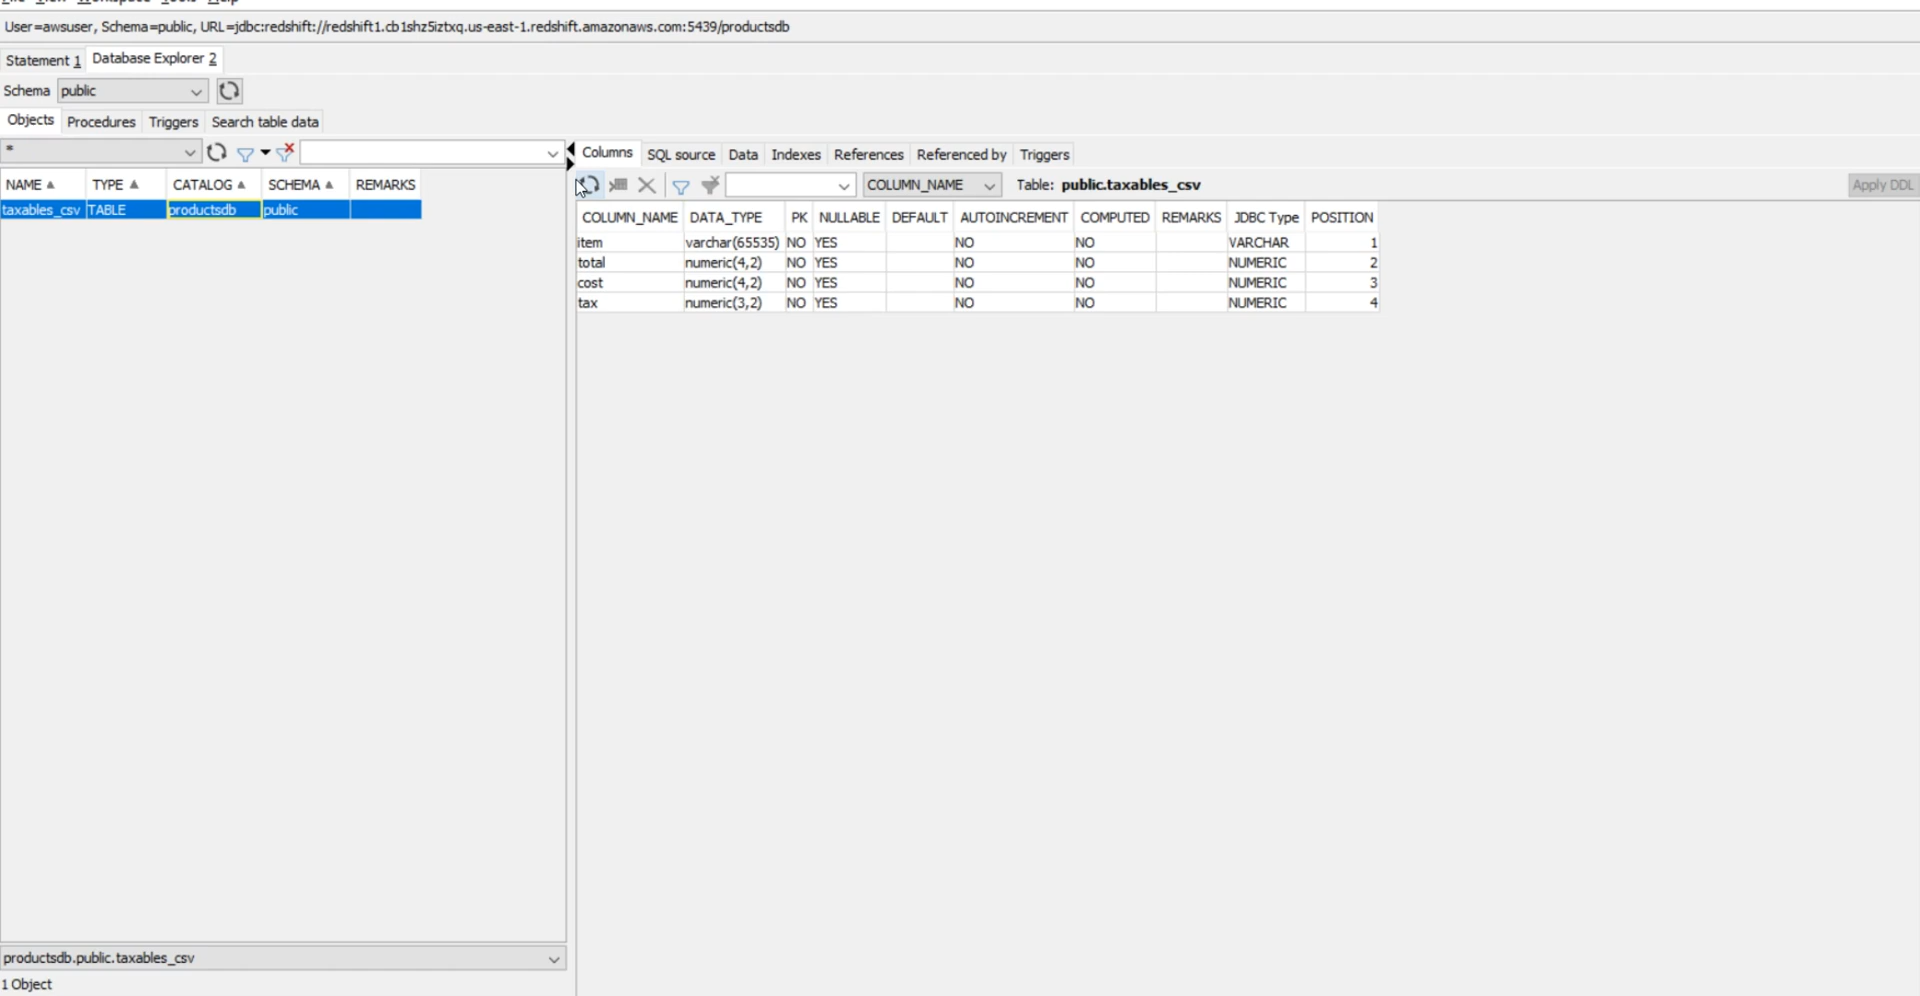 User=awsuser, Schema=public, URL=jdbc:redshift://redshift1.cb1shz5iztxq.us-east-1.redshift.amazonaws.com:5439/productsdb
Statement 1 Database Explorer 2
Schema public
Objects Procedures Triggers Search table data
*
NAME TYPE CATALOG SCHEMA REMARKS
taxables_csv TABLE productsdb public
productsdb.public.taxables_csv
1 Object
Columns SQL source Data Indexes References Referenced by Triggers
COLUMN_NAME Table: public.taxables_csv Apply DDL
COLUMN_NAME DATA_TYPE PK NULLABLE DEFAULT AUTOINCREMENT COMPUTED REMARKS JDBC Type POSITION
item varchar(65535) NO YES NO NO VARCHAR 1
total numeric(4,2) NO YES NO NO NUMERIC 2
cost numeric(4,2) NO YES NO NO NUMERIC 3
tax numeric(3,2) NO YES NO NO NUMERIC 4